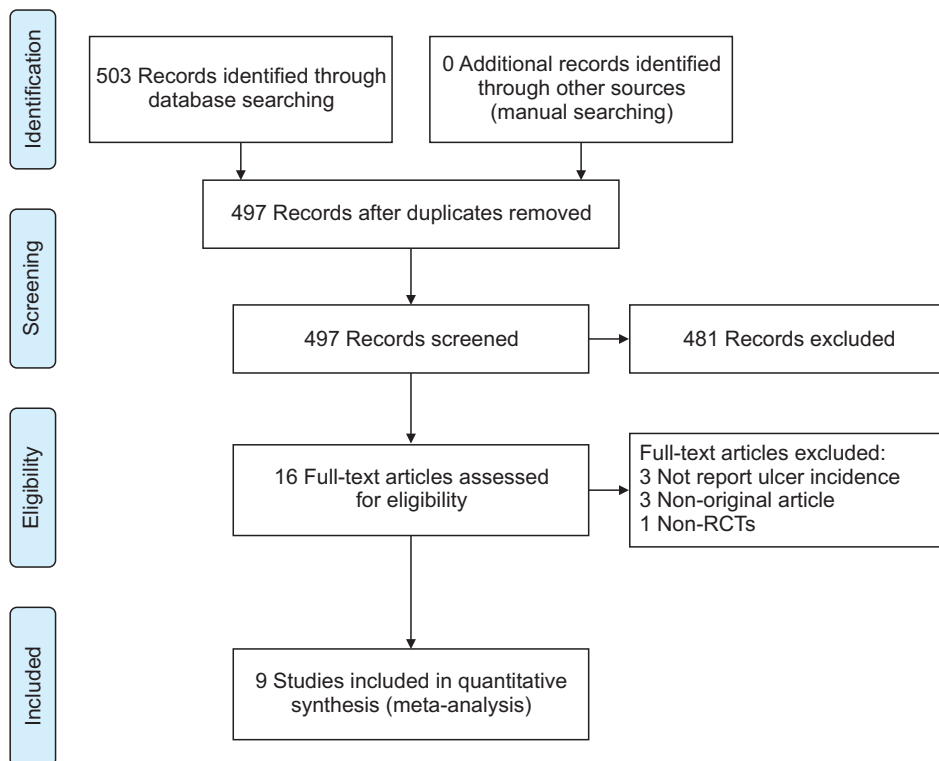 Identification
503 Records identified through
database searching
0 Additional records identified
through other sources
(manual searching)
497 Records after duplicates removed
Screening
497 Records screened
481 Records excluded
Eligibility
16 Full-text articles assessed
for eligibility
Full-text articles excluded:
3 Not report ulcer incidence
3 Non-original article
1 Non-RCTs
Included
9 Studies included in quantitative
synthesis (meta-analysis)